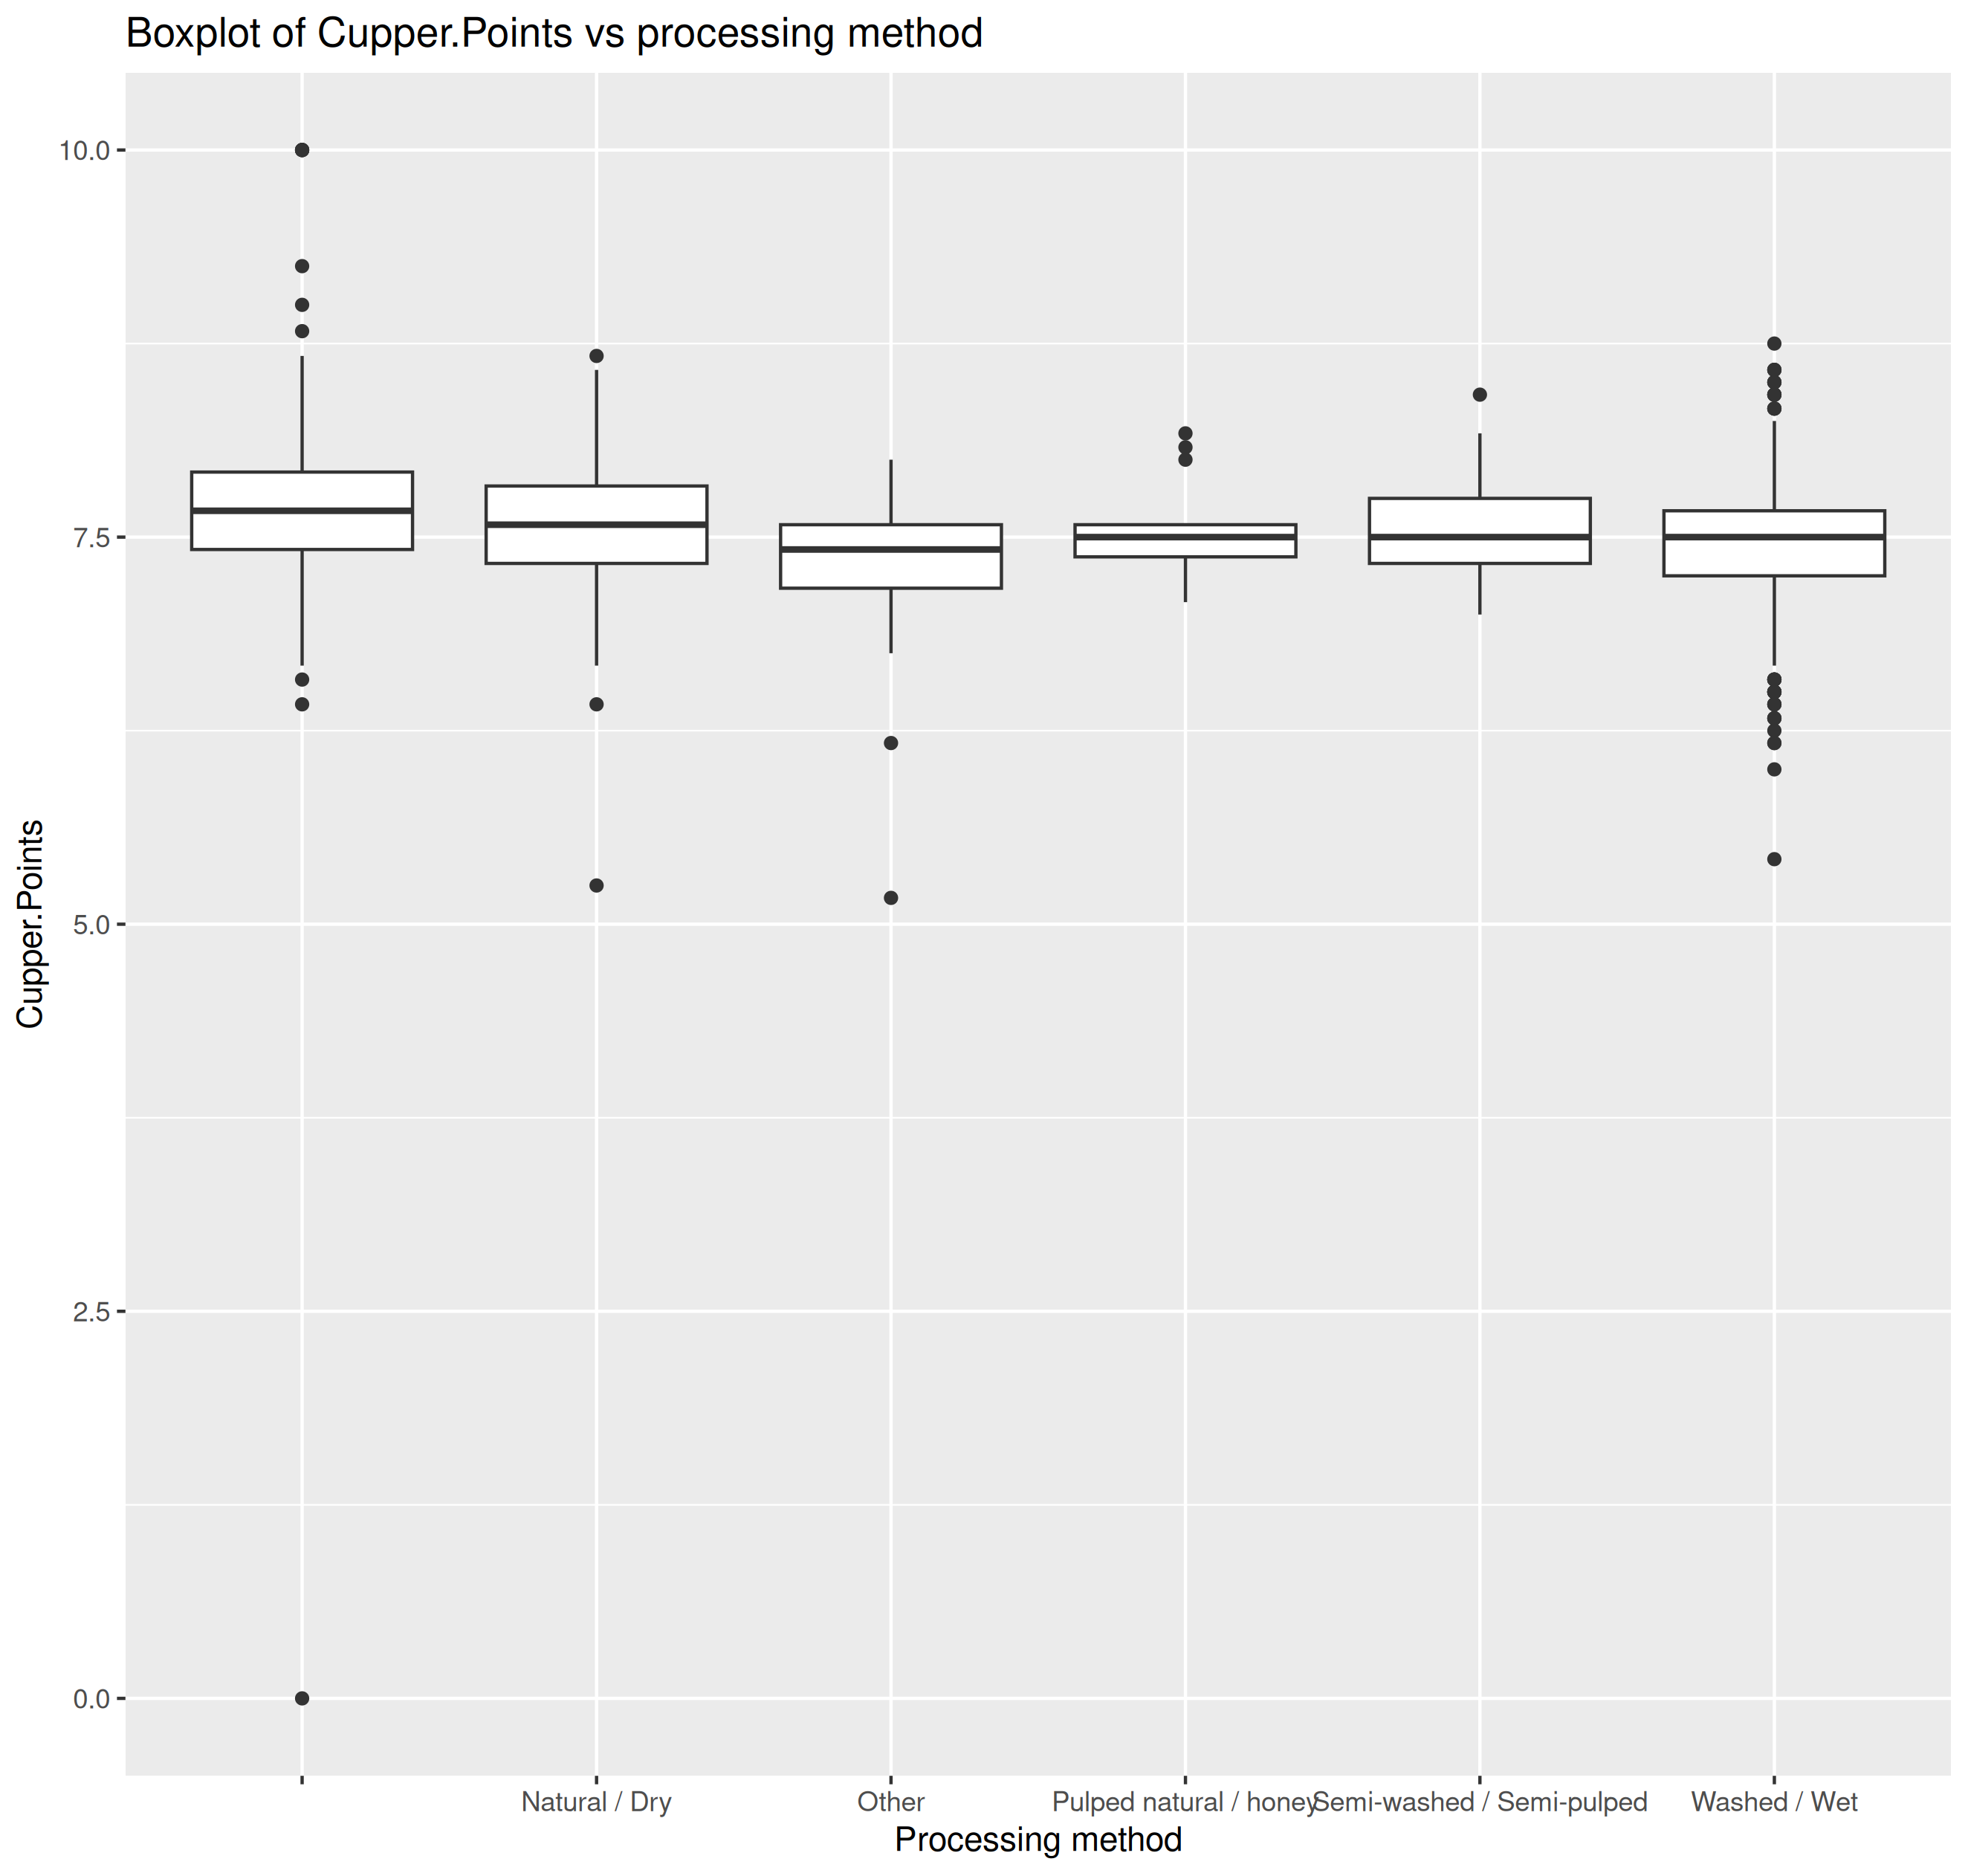 Boxplot of Cupper.Points vs processing method
Cupper.Points
10.0
7.5
5.0
2.5
0.0
Natural / Dry
Other
Pulped natural / honey
Semi-washed / Semi-pulped
Washed / Wet
Processing method